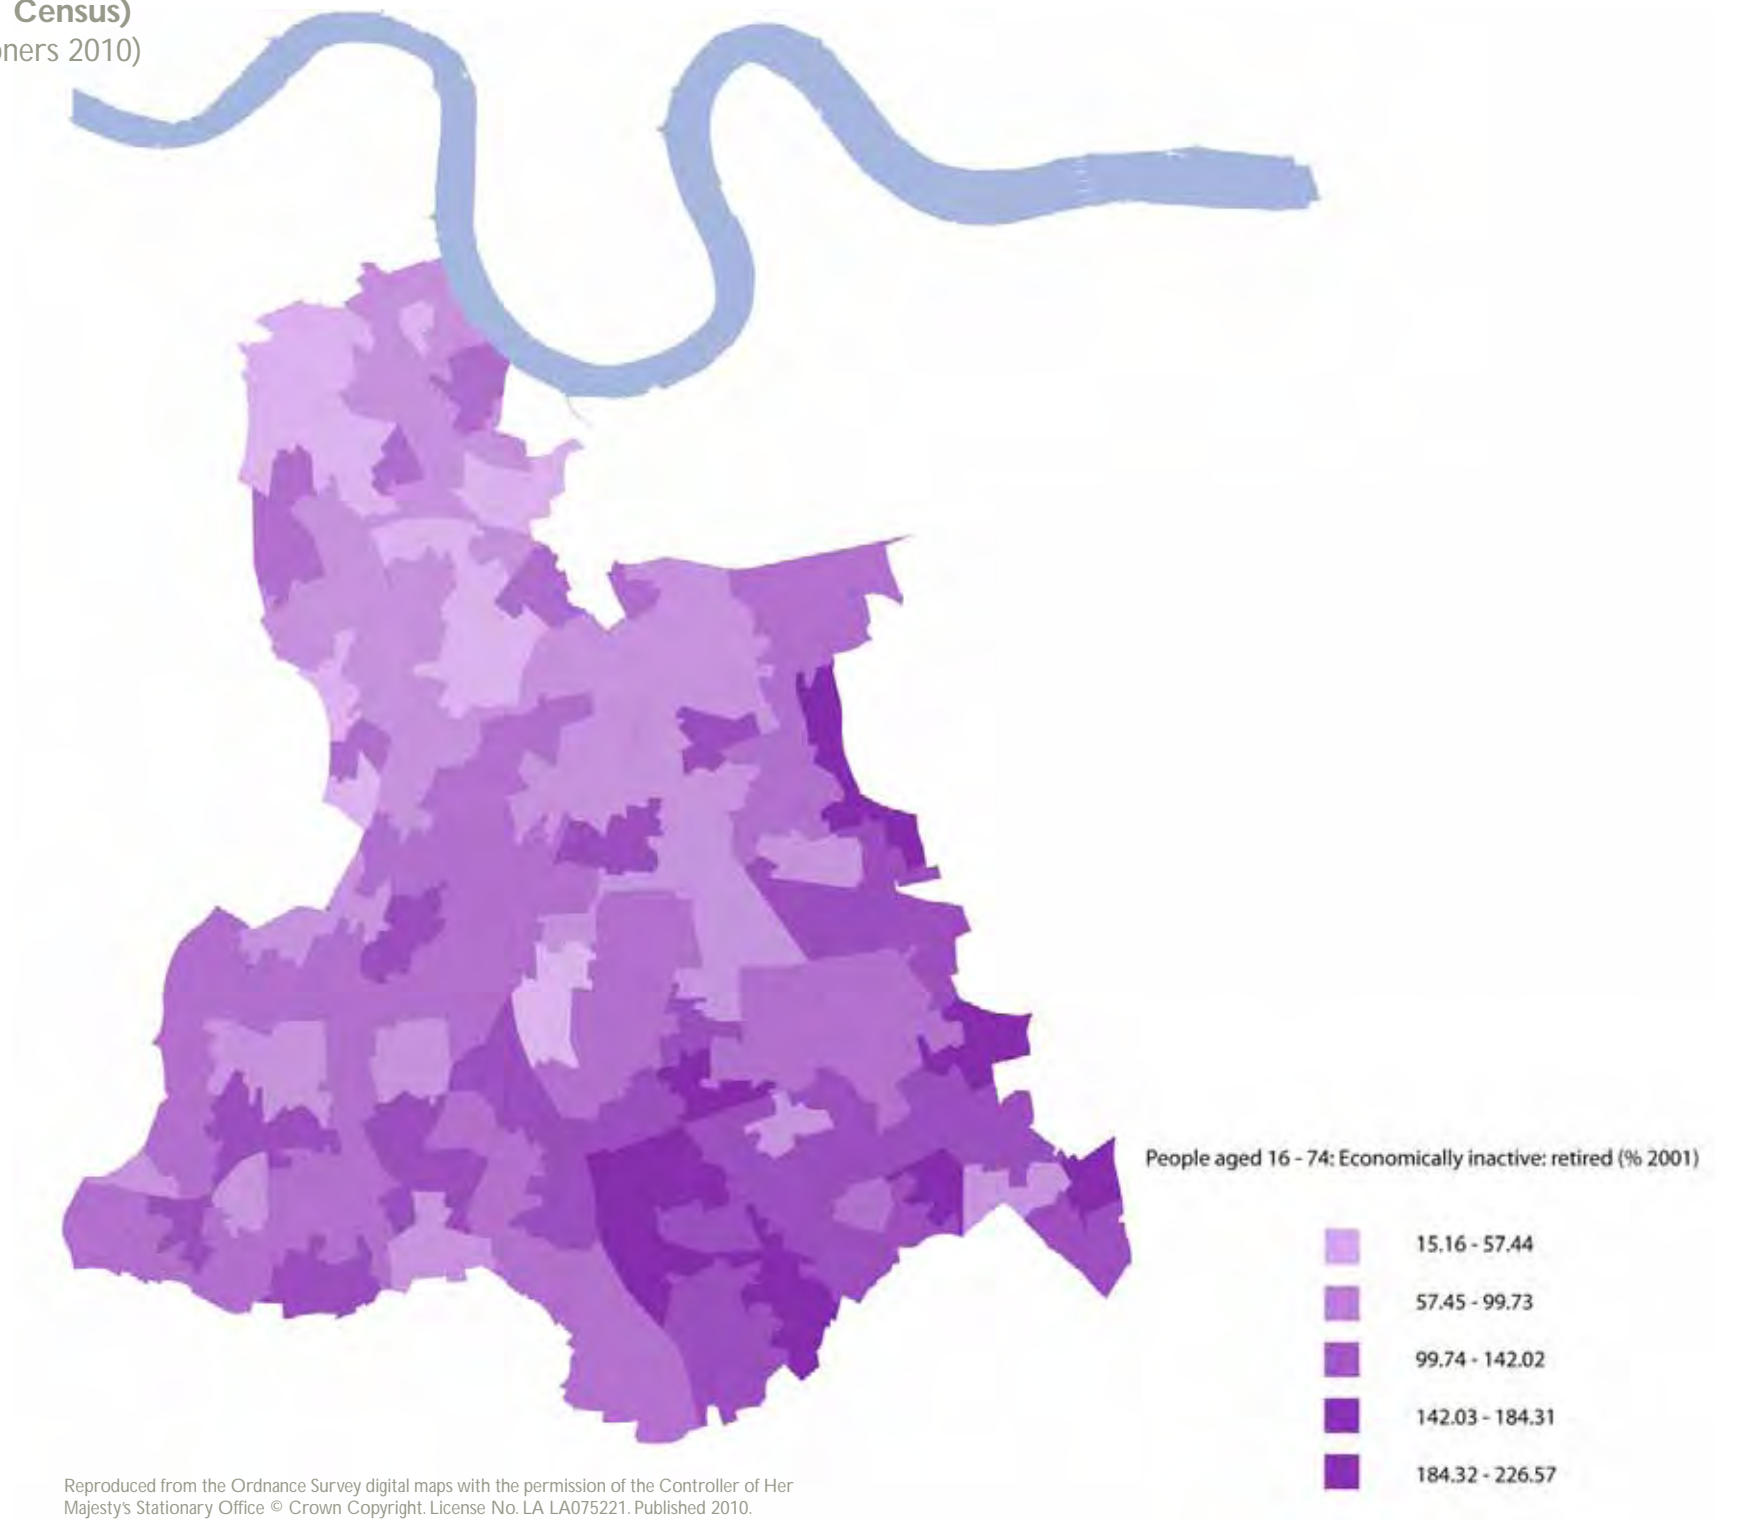 Census)
ners 2010)
People aged 16 - 74: Economically inactive: retired (% 2001)
15.16 - 57.44
57.45 - 99.73
99.74 - 142.02
142.03 - 184.31
184.32 - 226.57
Reproduced from the Ordnance Survey digital maps with the permission of the Controller of Her
Majesty's Stationary Office © Crown Copyright. License No. LA LA075221. Published 2010.